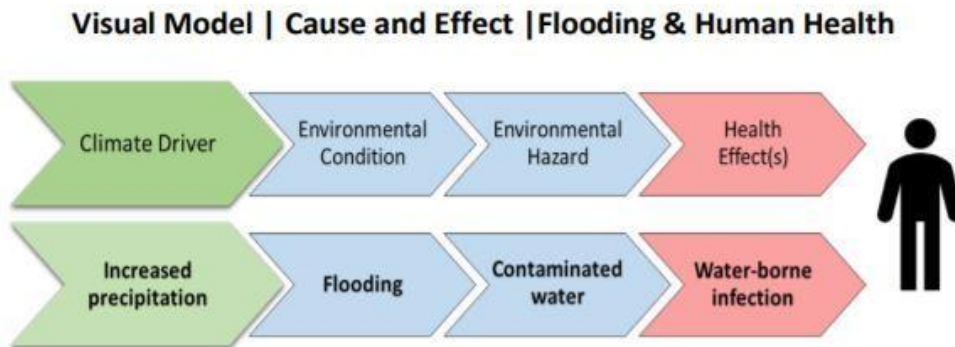 Visual Model | Cause and Effect |Flooding & Human Health
Climate Driver
Environmental
Condition
Environmental
Hazard
Health
Effect(s)
Increased
precipitation
Flooding
Contaminated
water
Water-borne
infection